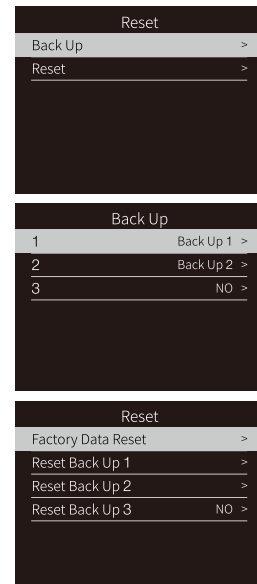 Reset
Back Up >
Reset >
Back Up
1 Back Up 1 >
2 Back Up 2 >
3 NO >
Reset
Factory Data Reset >
Reset Back Up 1 >
Reset Back Up 2 >
Reset Back Up 3 NO >